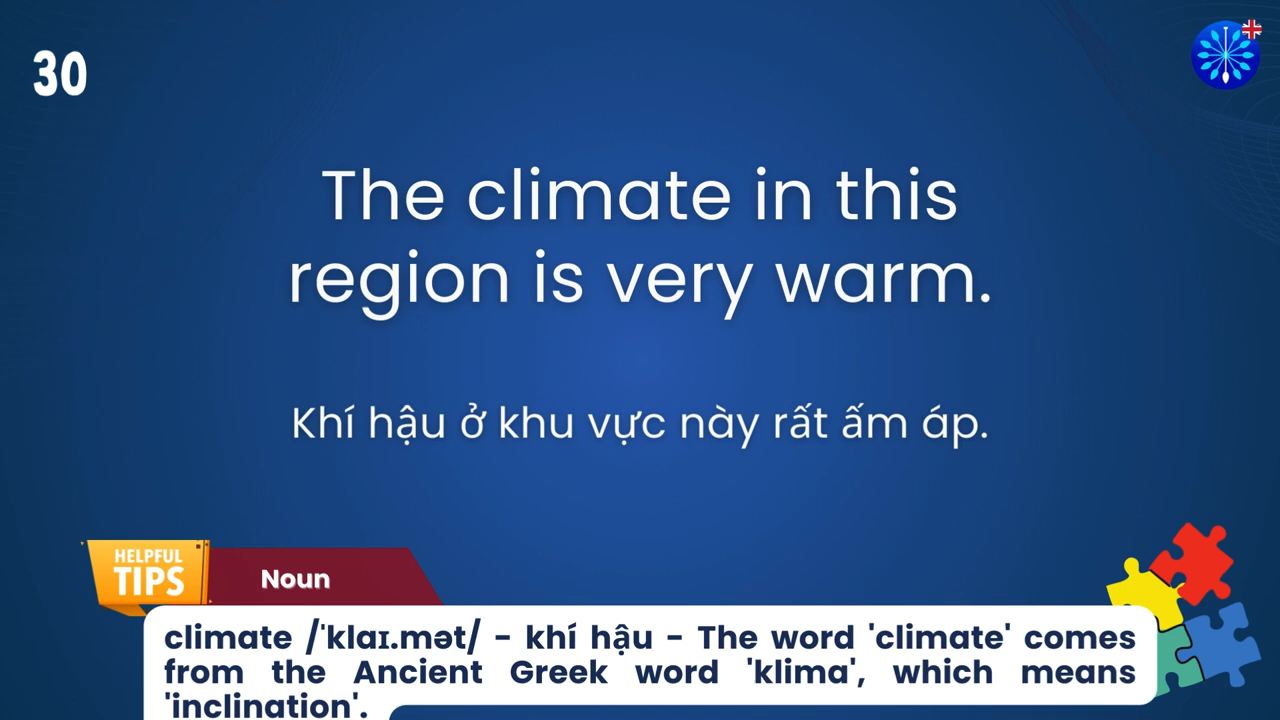 30
The climate in this
region is very warm.
Khí hậu ở khu vực này rất ấm áp.
HELPFUL
TIPS
Noun
climate /ˈklaɪ.mət/ - khí hậu - The word 'climate' comes
from the Ancient Greek word 'klima', which means
'inclination'.